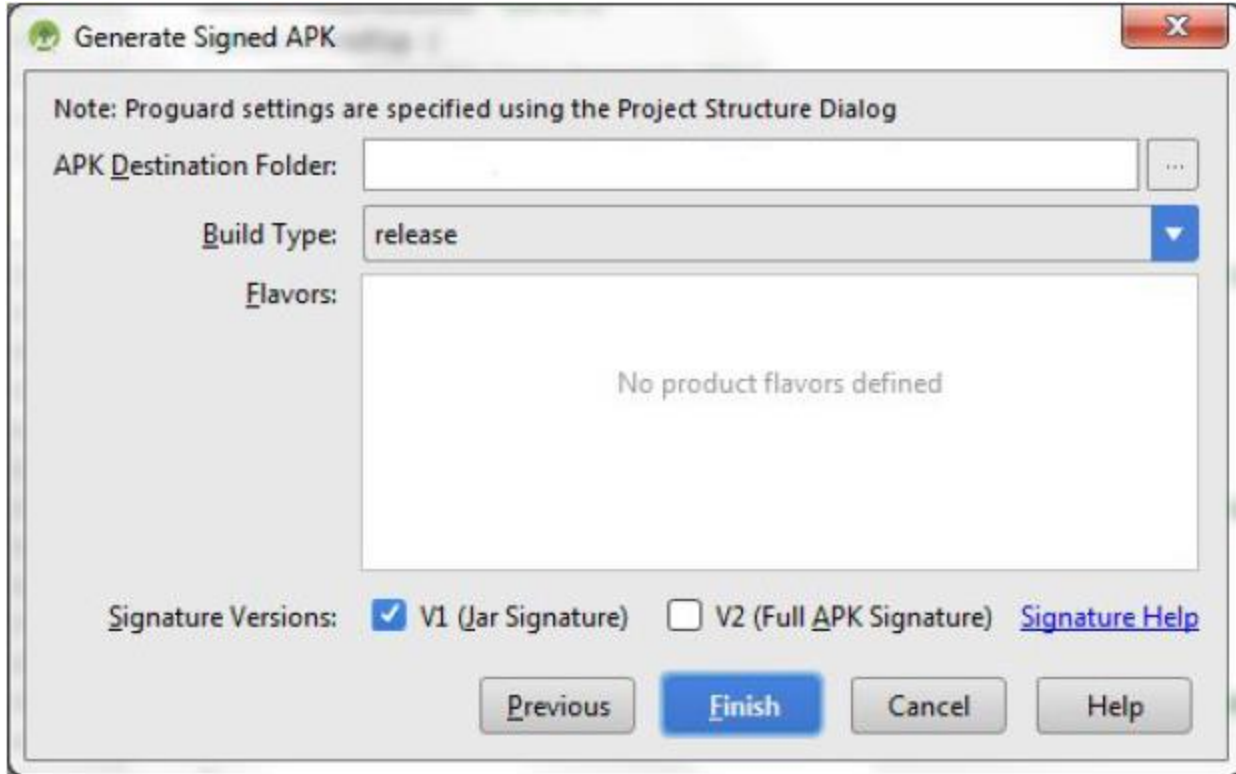 Generate Signed APK
X
Note: Proguard settings are specified using the Project Structure Dialog
APK Destination Folder:
...
Build Type: release
Flavors:
No product flavors defined
Signature Versions: V1 (Jar Signature) V2 (Full APK Signature) Signature Help
Previous Finish Cancel Help